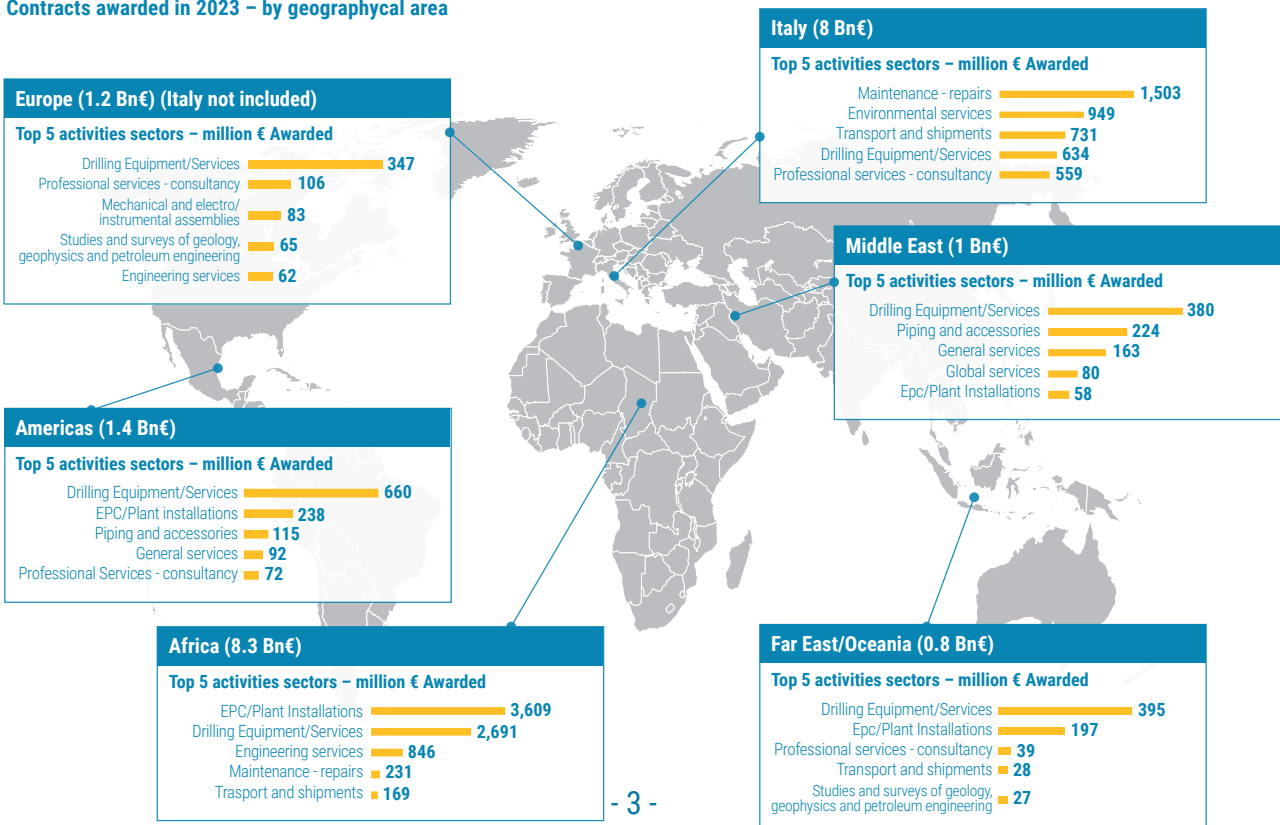 Contracts awarded in 2023 – by geographycal area
Italy (8 Bn€)
Top 5 activities sectors – million € Awarded
Maintenance - repairs 1,503
Environmental services 949
Transport and shipments 731
Drilling Equipment/Services 634
Professional services - consultancy 559
Europe (1.2 Bn€) (Italy not included)
Top 5 activities sectors – million € Awarded
Drilling Equipment/Services 347
Professional services - consultancy 106
Mechanical and electro/
instrumental assemblies 83
Studies and surveys of geology,
geophysics and petroleum engineering 65
Engineering services 62
Middle East (1 Bn€)
Top 5 activities sectors – million € Awarded
Drilling Equipment/Services 380
Piping and accessories 224
General services 163
Global services 80
Epc/Plant Installations 58
Americas (1.4 Bn€)
Top 5 activities sectors – million € Awarded
Drilling Equipment/Services 660
EPC/Plant installations 238
Piping and accessories 115
General services 92
Professional Services - consultancy 72
Africa (8.3 Bn€)
Top 5 activities sectors – million € Awarded
EPC/Plant Installations 3,609
Drilling Equipment/Services 2,691
Engineering services 846
Maintenance - repairs 231
Trasport and shipments 169
Far East/Oceania (0.8 Bn€)
Top 5 activities sectors – million € Awarded
Drilling Equipment/Services 395
Epc/Plant Installations 197
Professional services - consultancy 39
Transport and shipments 28
Studies and surveys of geology,
geophysics and petroleum engineering 27
- 3 -